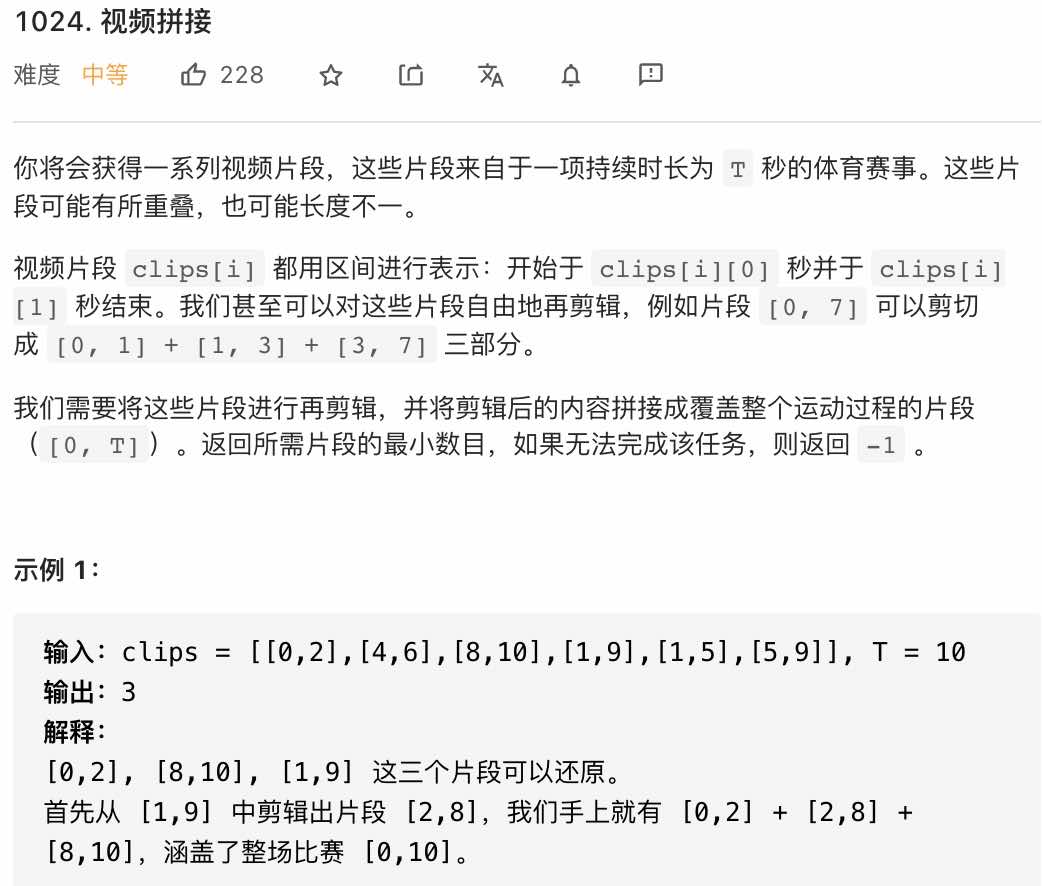 1024. 视频拼接
难度 中等 228
你将会获得一系列视频片段，这些片段来自于一项持续时长为 T 秒的体育赛事。这些片
段可能有所重叠，也可能长度不一。
视频片段 clips[i] 都用区间进行表示：开始于 clips[i][0] 秒并于 clips[i]
[1] 秒结束。我们甚至可以对这些片段自由地再剪辑，例如片段 [0, 7] 可以剪切
成 [0, 1] + [1, 3] + [3, 7] 三部分。
我们需要将这些片段进行再剪辑，并将剪辑后的内容拼接成覆盖整个运动过程的片段
（[0, T]）。返回所需片段的最小数目，如果无法完成该任务，则返回 -1 。
示例 1：
输入：clips = [[0,2],[4,6],[8,10],[1,9],[1,5],[5,9]], T = 10
输出：3
解释：
[0,2], [8,10], [1,9] 这三个片段可以还原。
首先从 [1,9] 中剪辑出片段 [2,8]，我们手上就有 [0,2] + [2,8] +
[8,10]，涵盖了整场比赛 [0,10]。